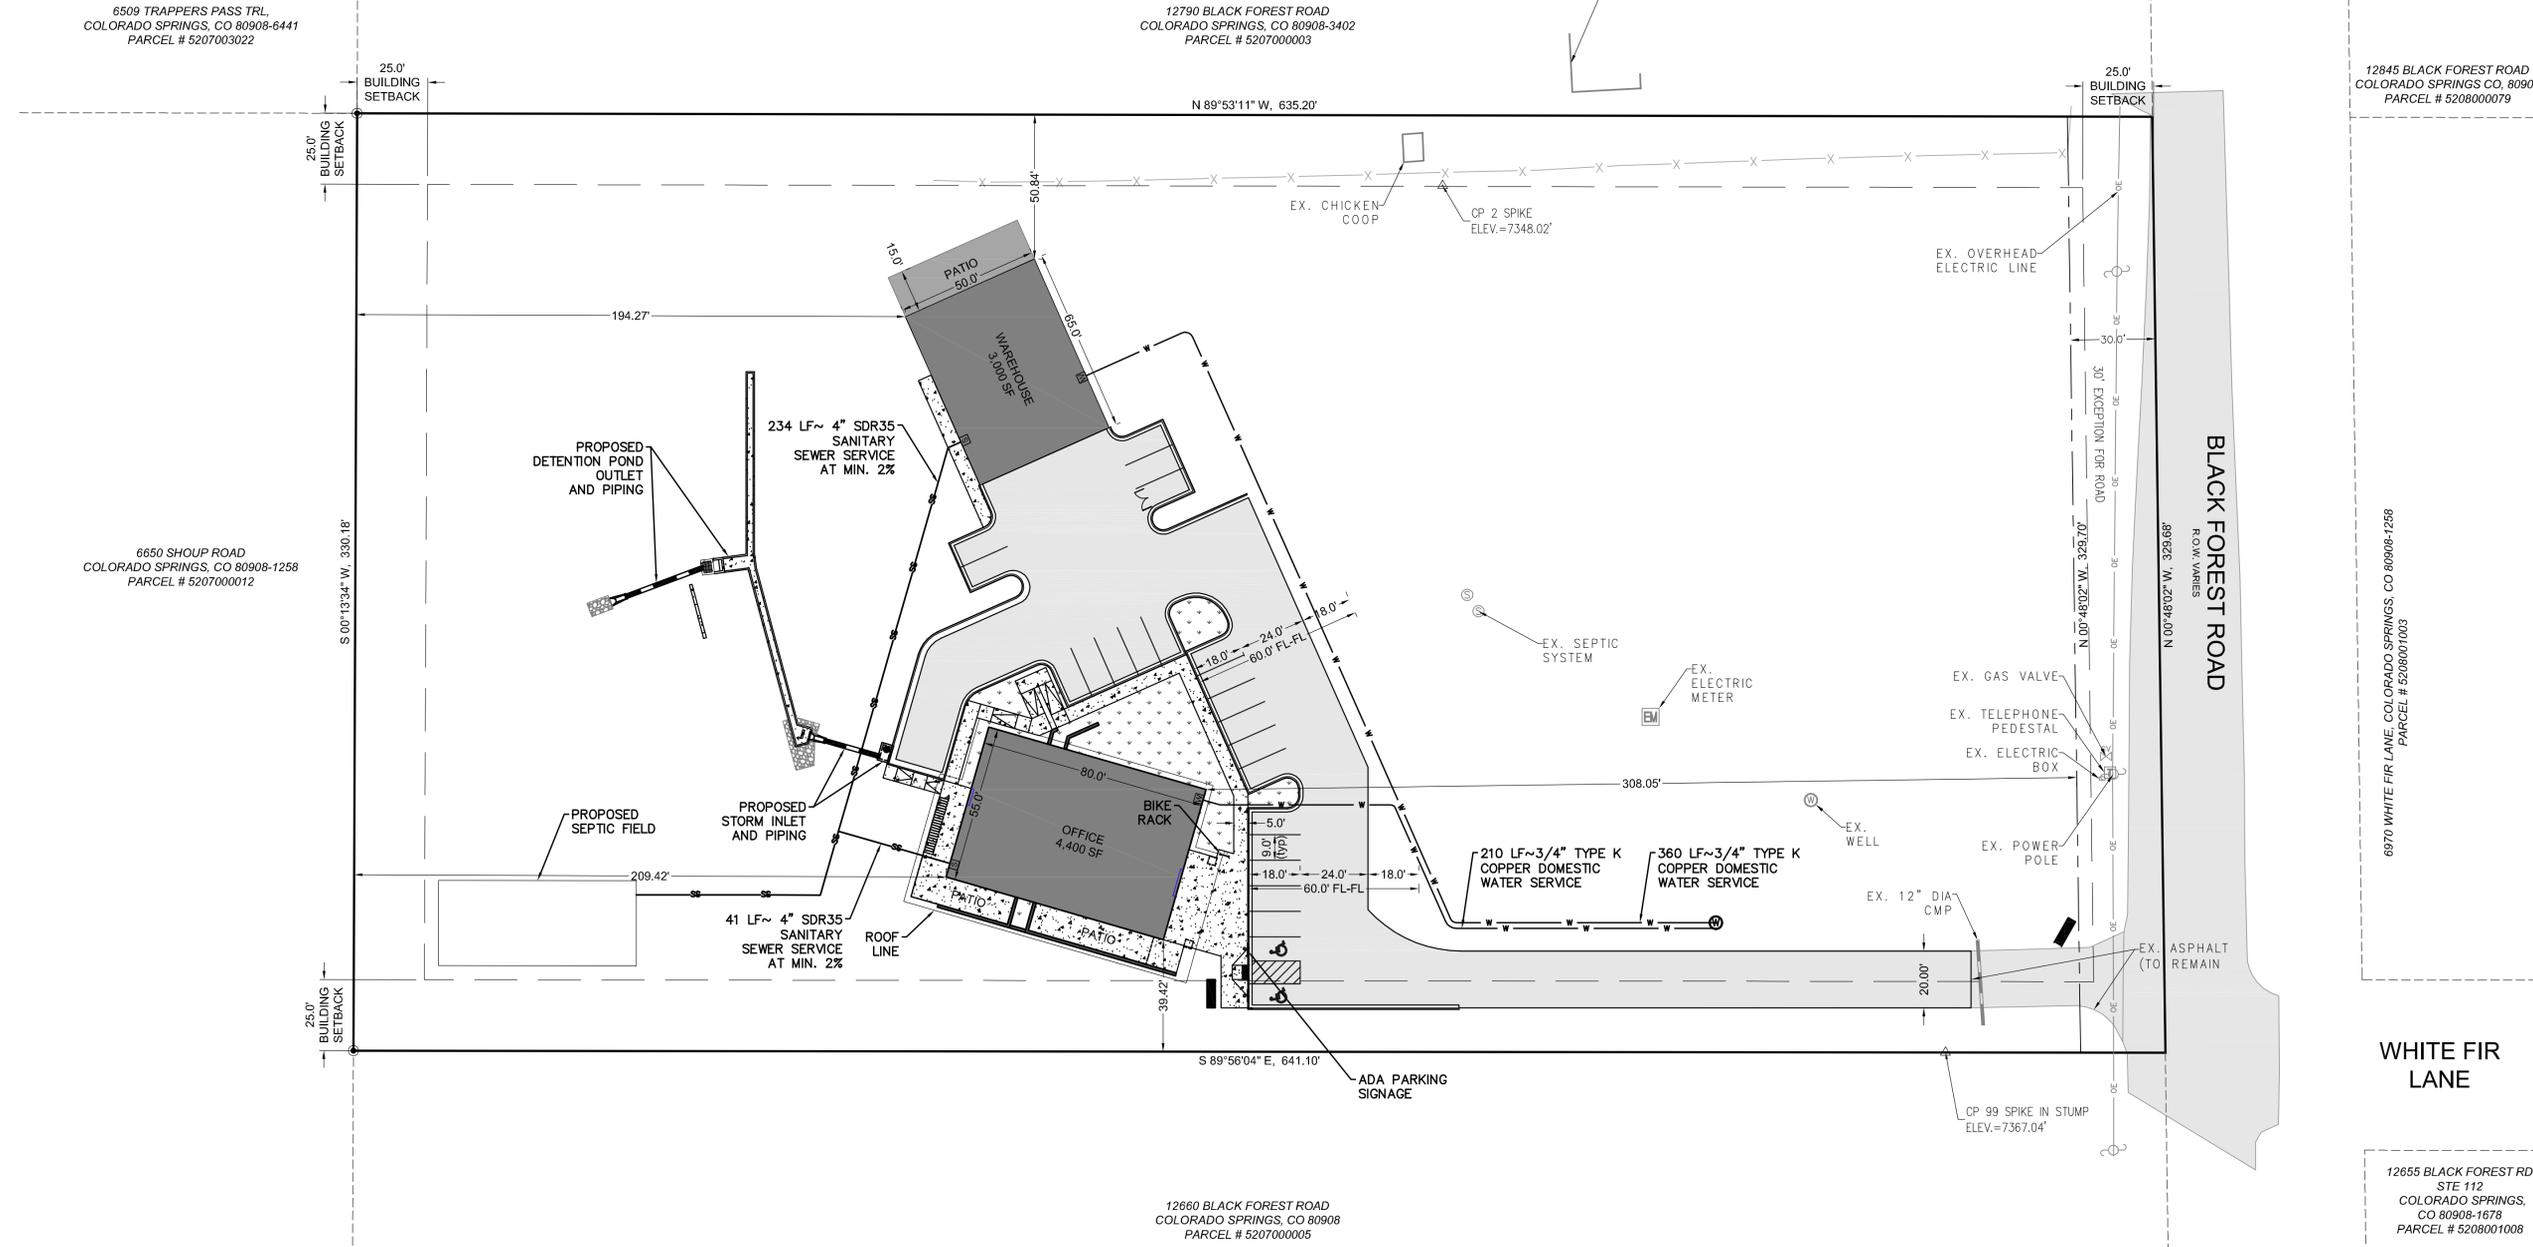 6509 TRAPPERS PASS TRL,
COLORADO SPRINGS, CO 80908-6441
PARCEL # 5207003022
12790 BLACK FOREST ROAD
COLORADO SPRINGS, CO 80908-3402
PARCEL # 5207000003
12845 BLACK FOREST ROAD
COLORADO SPRINGS CO, 8090
PARCEL # 5208000079
25.0'
BUILDING
SETBACK
25.0'
BUILDING
SETBACK
N 89°53'11" W, 635.20'
25.0'
BUILDING
SETBACK
50.84'
EX. CHICKEN
COOP
CP 2 SPIKE
ELEV.=7348.02'
EX. OVERHEAD
ELECTRIC LINE
15.0'
PATIO
50.0'
65.0'
WAREHOUSE
3,000 SF
194.27'
30.0'
30' EXCEPTION FOR ROAD
234 LF~ 4" SDR35
SANITARY
SEWER SERVICE
AT MIN. 2%
PROPOSED
DETENTION POND
OUTLET
AND PIPING
6650 SHOUP ROAD
COLORADO SPRINGS, CO 80908-1258
PARCEL # 5207000012
S 00°13'34" W, 330.18'
N 00°48'02" W, 329.70'
N 00°48'02" W, 329.68'
BLACK FOREST ROAD
R.O.W. VARIES
6970 WHITE FIR LANE, COLORADO SPRINGS, CO 80908-1258
PARCEL # 5208001003
18.0'
24.0'
18.0'
60.0' FL-FL
EX. SEPTIC
SYSTEM
EX.
ELECTRIC
METER
EM
EX. GAS VALVE
EX. TELEPHONE
PEDESTAL
EX. ELECTRIC
BOX
308.05'
80.0'
55.0'
OFFICE
4,400 SF
BIKE
RACK
5.0'
9.0'
(typ)
18.0'
24.0'
18.0'
60.0' FL-FL
PROPOSED
STORM INLET
AND PIPING
PROPOSED
SEPTIC FIELD
209.42'
210 LF~3/4" TYPE K
COPPER DOMESTIC
WATER SERVICE
360 LF~3/4" TYPE K
COPPER DOMESTIC
WATER SERVICE
EX.
WELL
EX. POWER
POLE
EX. 12" DIA
CMP
EX. ASPHALT
(TO REMAIN
41 LF~ 4" SDR35
SANITARY
SEWER SERVICE
AT MIN. 2%
ROOF
LINE
PATIO
PATIO
39.42'
20.00'
25.0'
BUILDING
SETBACK
S 89°56'04" E, 641.10'
ADA PARKING
SIGNAGE
CP 99 SPIKE IN STUMP
ELEV.=7367.04'
WHITE FIR
LANE
12660 BLACK FOREST ROAD
COLORADO SPRINGS, CO 80908
PARCEL # 5207000005
12655 BLACK FOREST RD
STE 112
COLORADO SPRINGS,
CO 80908-1678
PARCEL # 5208001008